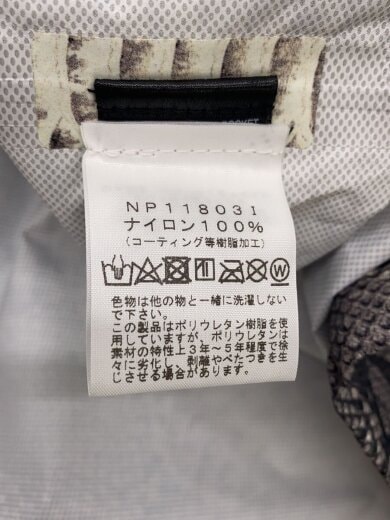 NP11803I
ナイロン100%
(コーティング等樹脂加工)
色物は他の物と一緒に洗濯しない
で下さい。
この製品はポリウレタン樹脂を使
用していますが、ポリウレタンは
素材の特性上3年~5年程度で徐
々に劣化し、剥離やべたつきを生
じさせる場合があります。